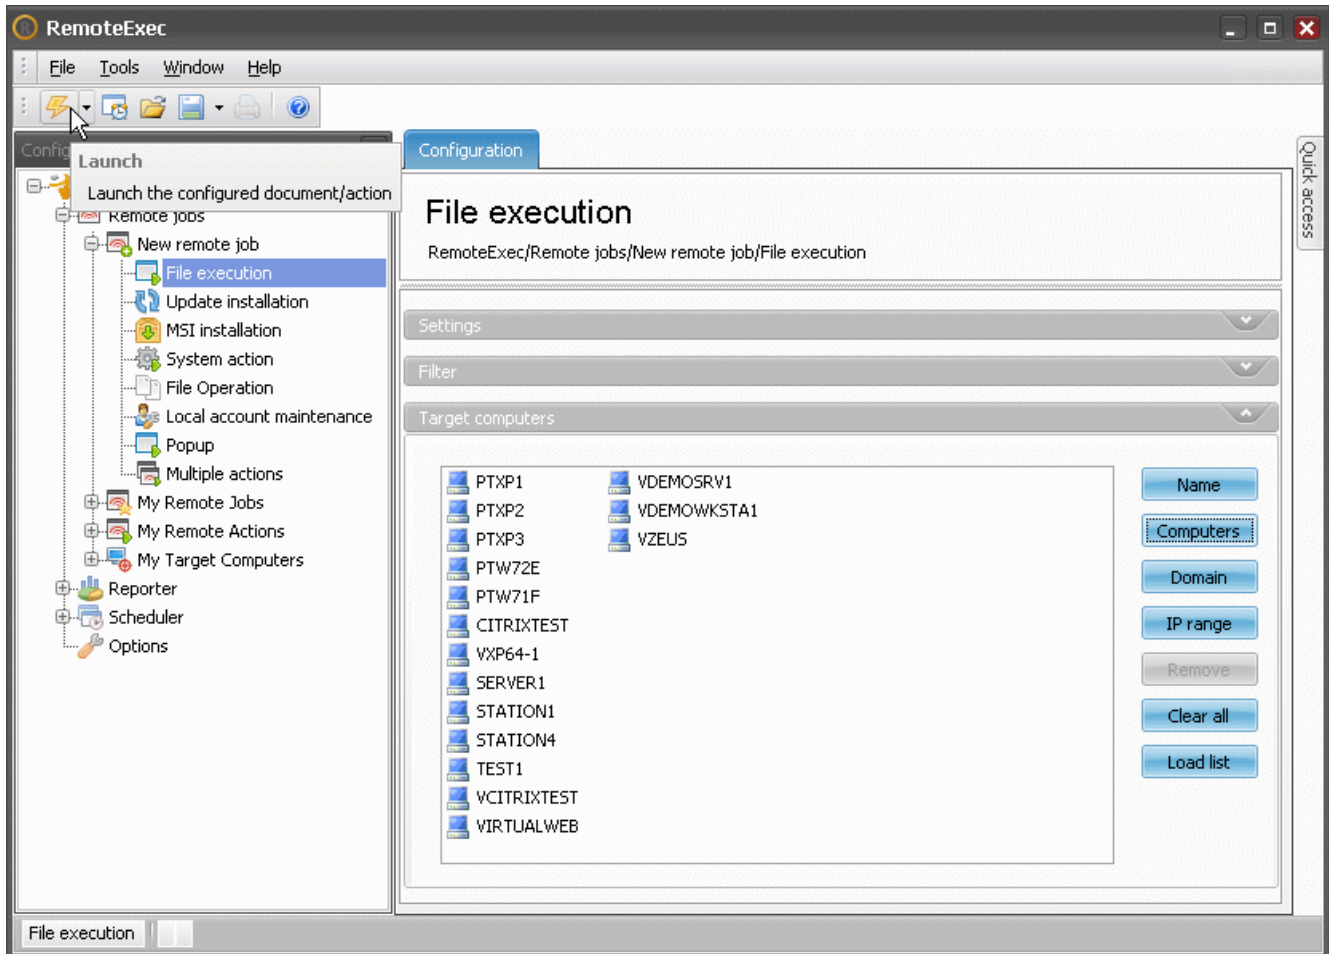 RemoteExec
File Tools Window Help
Config
Launch
Launch the configured document/action
Remote jobs
New remote job
File execution
Update installation
MSI installation
System action
File Operation
Local account maintenance
Popup
Multiple actions
My Remote Jobs
My Remote Actions
My Target Computers
Reporter
Scheduler
Options
Configuration
File execution
RemoteExec/Remote jobs/New remote job/File execution
Settings
Filter
Target computers
PTXP1
PTXP2
PTXP3
PTW72E
PTW71F
CITRIXTEST
VXP64-1
SERVER1
STATION1
STATION4
TEST1
VCITRIXTEST
VIRTUALWEB
VDEMOSRV1
VDEMOWKSTA1
VZEUS
Name
Computers
Domain
IP range
Remove
Clear all
Load list
Quick access
File execution